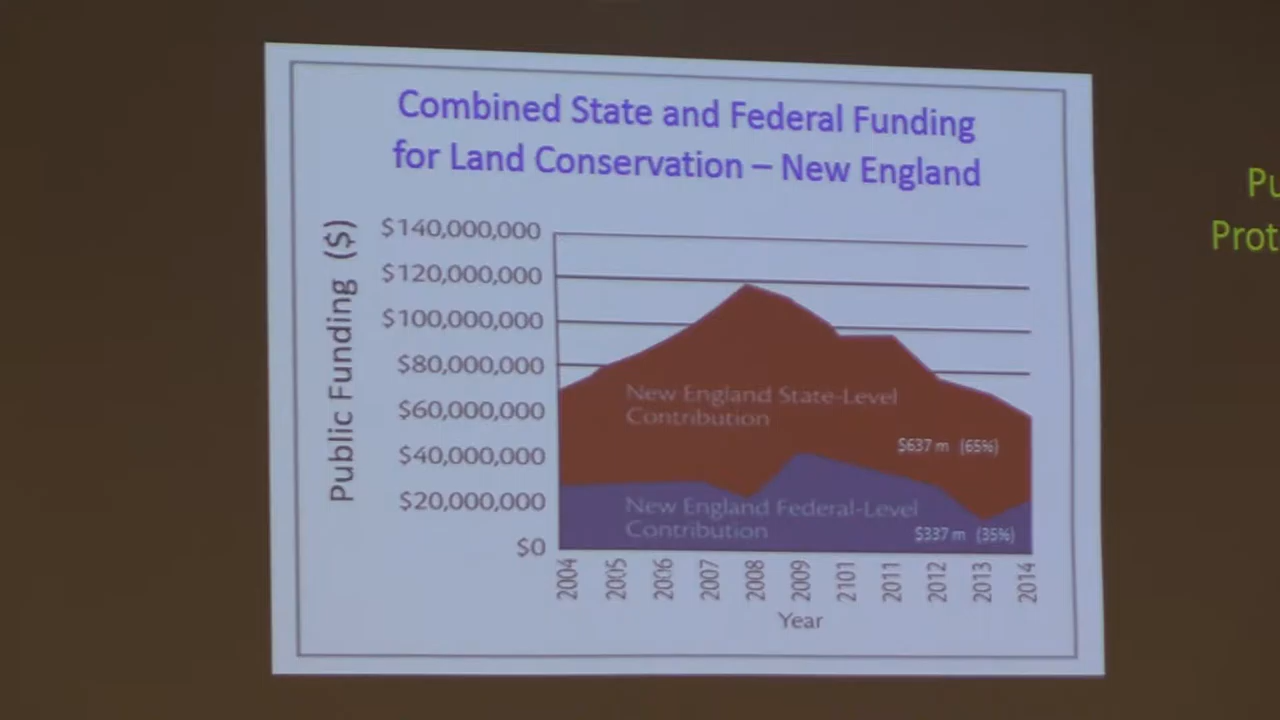 Combined State and Federal Funding
for Land Conservation – New England
Public Funding ($)
$140,000,000
$120,000,000
$100,000,000
$80,000,000
$60,000,000
$40,000,000
$20,000,000
$0
New England State-Level
Contribution
$637 m (65%)
New England Federal-Level
Contribution
$337 m (35%)
2004 2005 2006 2007 2008 2009 2101 2011 2012 2013 2014
Year
Pu
Prot